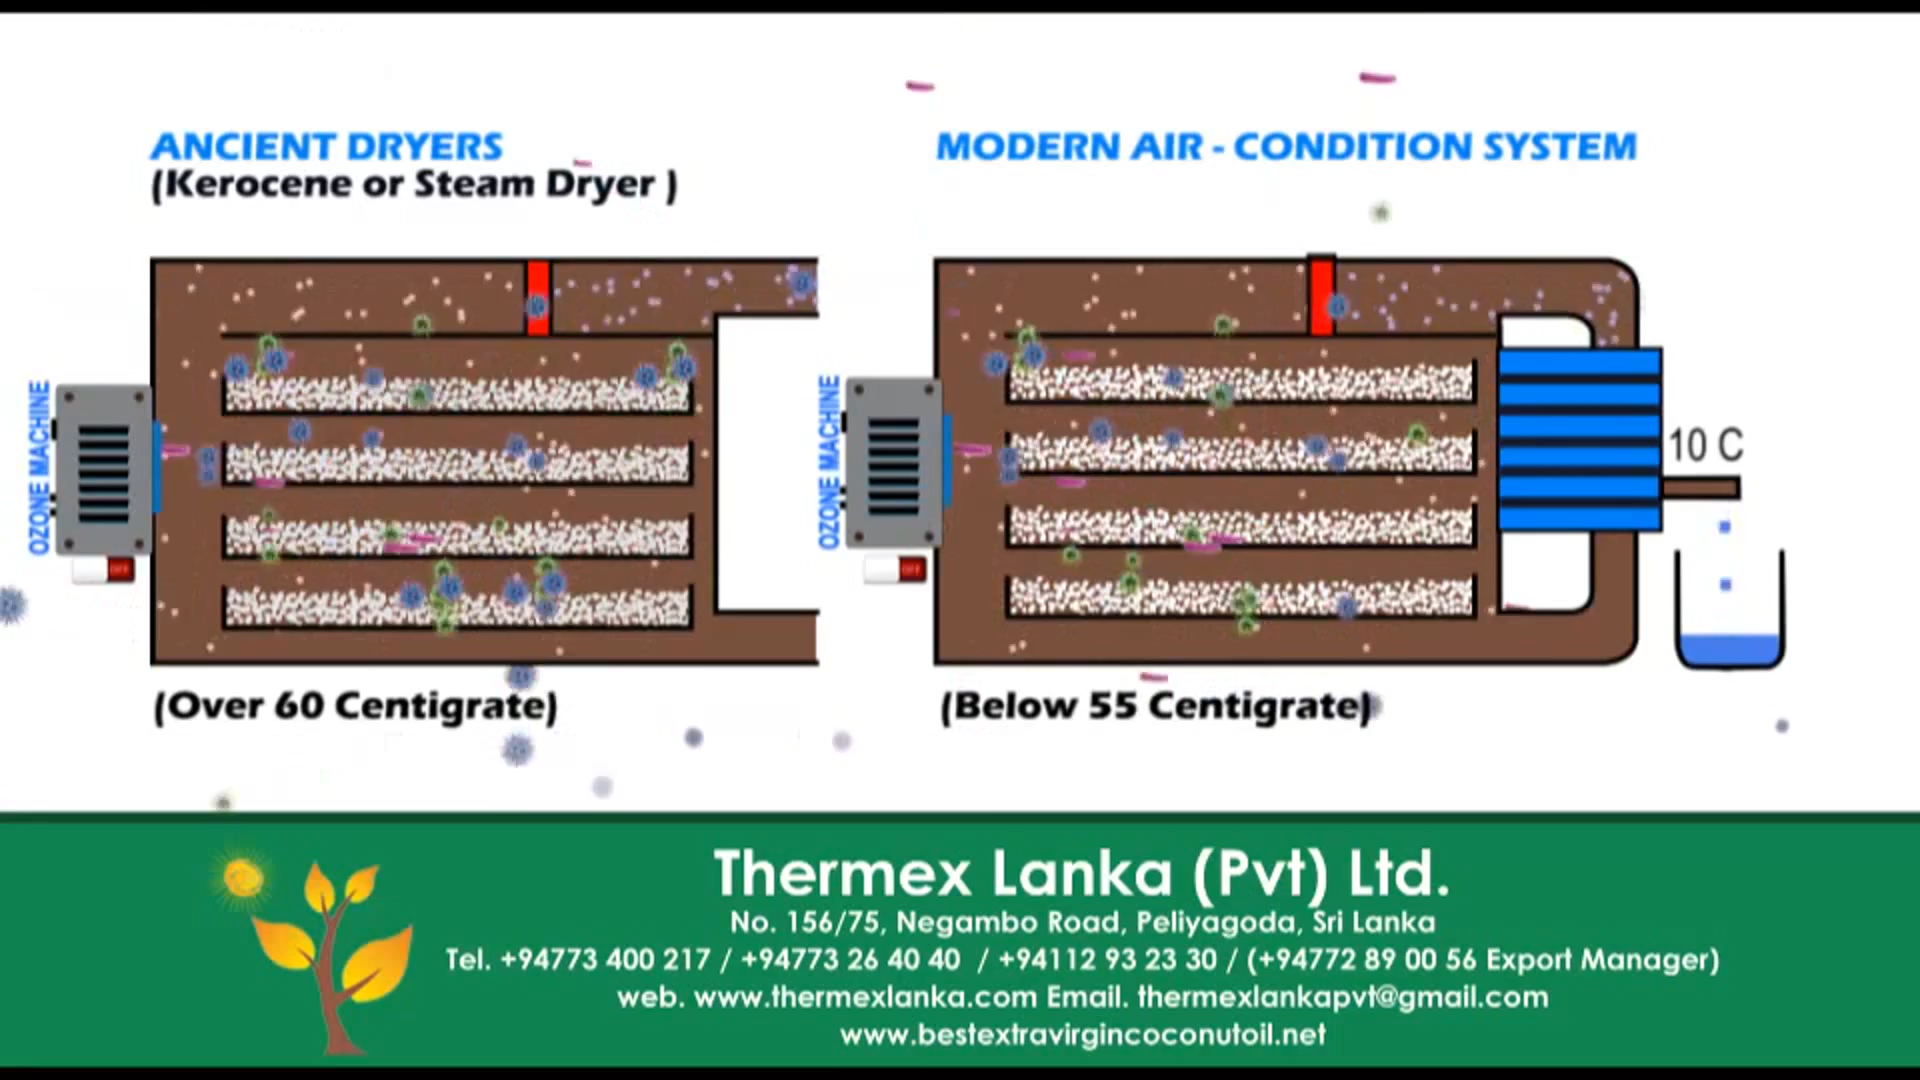 ANCIENT DRYERS
(Kerocene or Steam Dryer )
MODERN AIR - CONDITION SYSTEM
OZONE MACHINE
OFF
OZONE MACHINE
OFF
10 C
(Over 60 Centigrate)
(Below 55 Centigrate)
Thermex Lanka (Pvt) Ltd.
No. 156/75, Negambo Road, Peliyagoda, Sri Lanka
Tel. +94773 400 217 / +94773 26 40 40 / +94112 93 23 30 / (+94772 89 00 56 Export Manager)
web. www.thermexlanka.com Email. thermexlankapvt@gmail.com
www.bestextravirgincoconutoil.net